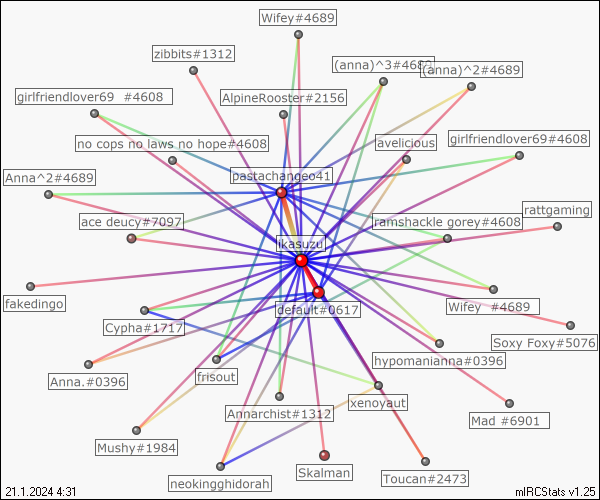 Wifey#4689
zibbits#1312
(anna)^3#4689
(anna)^2#4689
girlfriendlover69  #4608
AlpineRooster#2156
no cops no laws no hope#4608
avelicious
girlfriendlover69#4608
Anna^2#4689
pastachangeo41
ace deucy#7097
ramshackle gorey#4608
rattgaming
ikasuzu
fakedingo
default#0617
Wifey  #4689
Cypha#1717
Soxy Foxy#5076
hypomanianna#0396
Anna.#0396
frisout
Annarchist#1312
xenoyaut
Mad #6901
Mushy#1984
neokingghidorah
Skalman
Toucan#2473
21.1.2024 4:31
mIRCStats v1.25